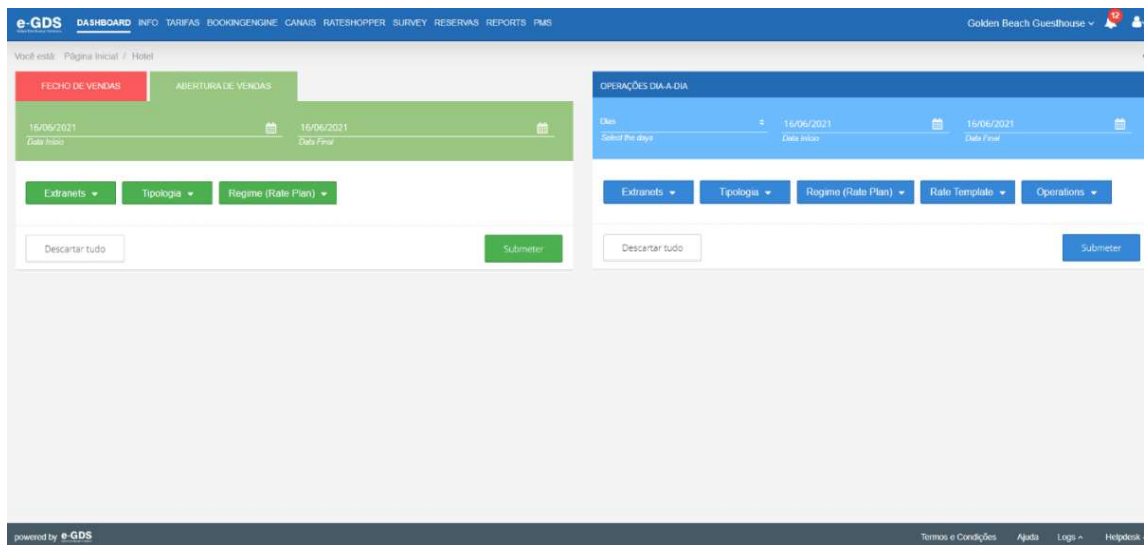 e-GDS DASHBOARD INFO TARIFAS BOOKINGENGINE CANAIS RATESHOPPER SURVEY RESERVAS REPORTS PMS Golden Beach Guesthouse 12
Você está: Página Inicial / Hotel
FECHO DE VENDAS ABERTURA DE VENDAS
16/06/2021 16/06/2021
Data Início Data Final
Extranets Tipologia Regime (Rate Plan)
Descartar tudo Submeter
OPERAÇÕES DIA-A-DIA
Dias 16/06/2021 16/06/2021
Select the days Data Início Data Final
Extranets Tipologia Regime (Rate Plan) Rate Template Operations
Descartar tudo Submeter
powered by e-GDS Termos e Condições Ajuda Logs Helpdesk